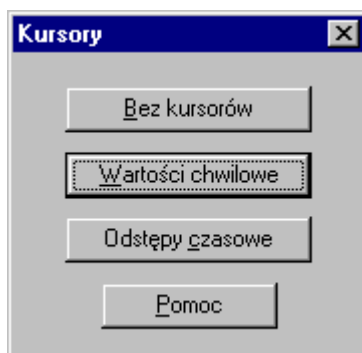 Kursory
Bez kursorów
Wartości chwilowe
Odstępy czasowe
Pomoc